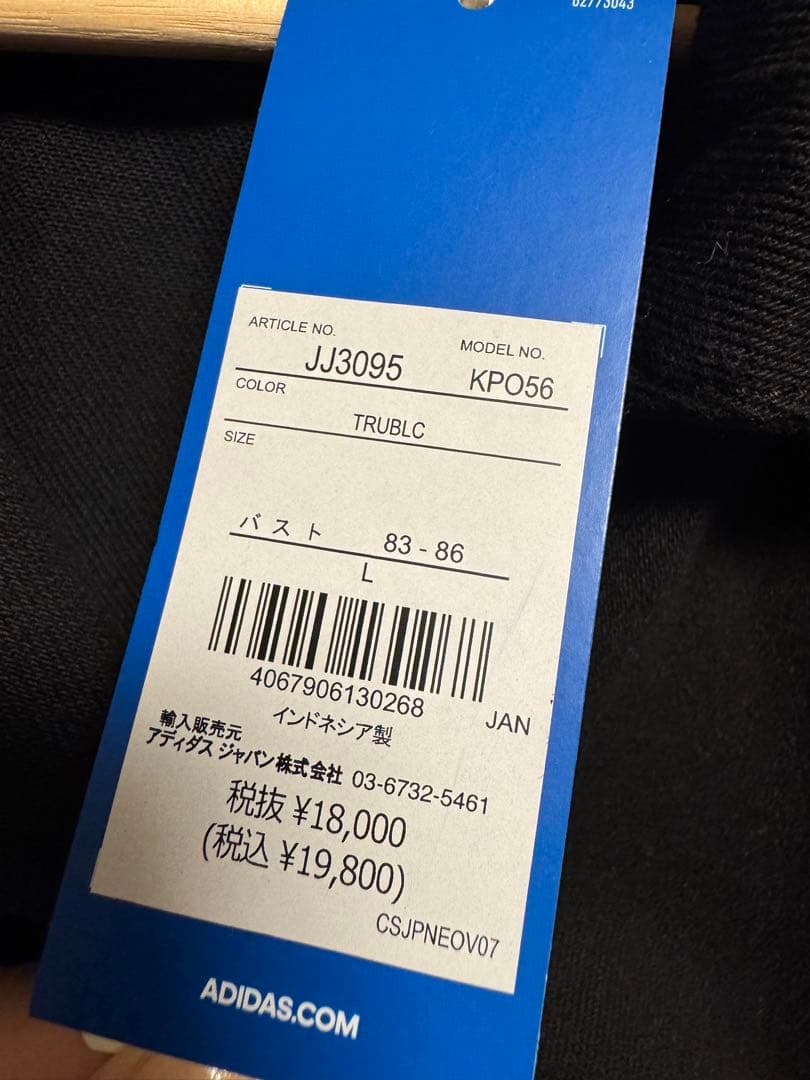 62773043
ARTICLE NO.
MODEL NO.
JJ3095
KPO56
COLOR
TRUBLC
SIZE
バスト 83 - 86
L
4067906130268
JAN
インドネシア製
輸入販売元
アディダス ジャパン株式会社 03-6732-5461
税抜 ¥18,000
(税込 ¥19,800)
CSJPNEOV07
ADIDAS.COM